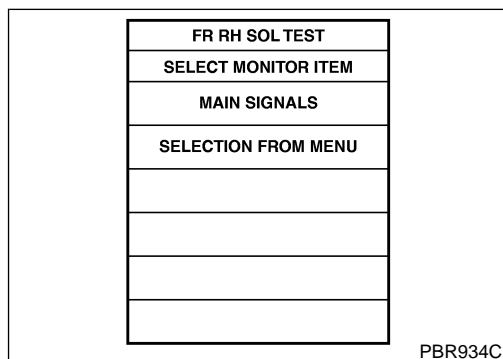 FR RH SOL TEST
SELECT MONITOR ITEM
MAIN SIGNALS
SELECTION FROM MENU
PBR934C